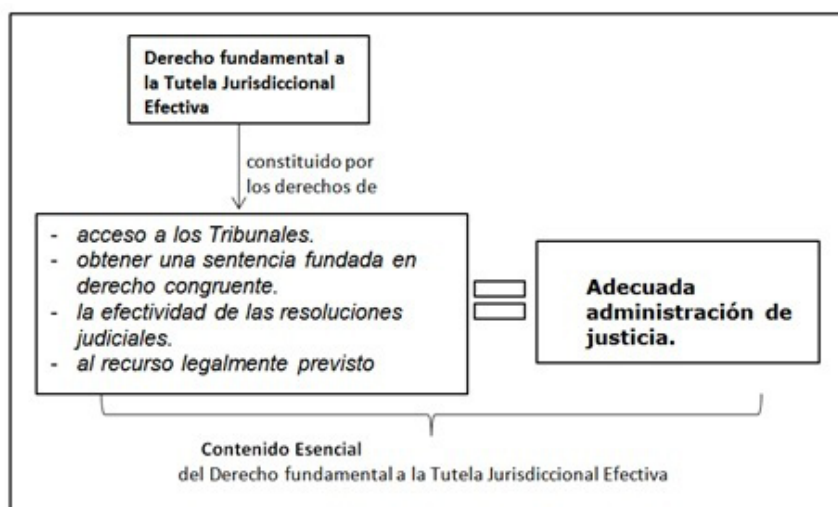 Derecho fundamental a
la Tutela Jurisdiccional
Efectiva
constituido por
los derechos de
- acceso a los Tribunales.
- obtener una sentencia fundada en
derecho congruente.
- la efectividad de las resoluciones
judiciales.
- al recurso legalmente previsto
Adecuada
administración de
justicia.
Contenido Esencial
del Derecho fundamental a la Tutela Jurisdiccional Efectiva